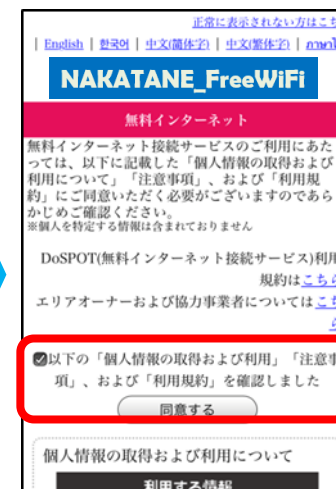 正常に表示されない方はこち
| English | 한국어 | 中文(簡体字) | 中文(繁体字) | ภาษาไ
NAKATANE_FreeWiFi
無料インターネット
無料インターネット接続サービスのご利用にあた
っては、以下に記載した「個人情報の取得および
利用について」「注意事項」、および「利用規
約」にご同意いただく必要がございますのであら
かじめご確認ください。
※個人を特定する情報は含まれておりません
DoSPOT(無料インターネット接続サービス)利用
規約はこちら
エリアオーナーおよび協力事業者についてはこち
以下の「個人情報の取得および利用」「注意事
項」、および「利用規約」を確認しました
同意する
個人情報の取得および利用について
利用する情報